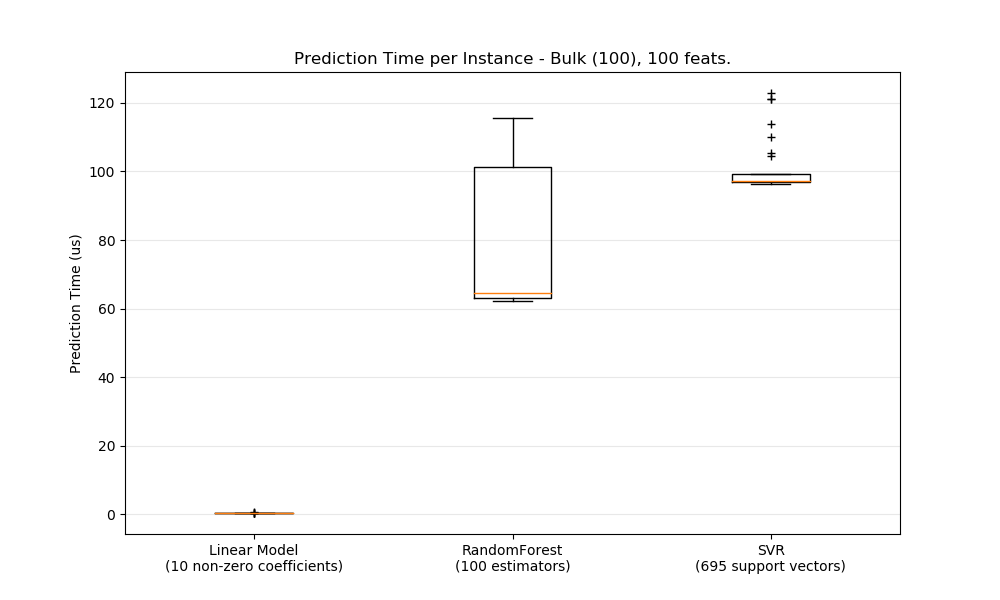 Prediction Time per Instance - Bulk (100), 100 feats.
120
100
80
60
40
20
0
Prediction Time (us)
Linear Model
(10 non-zero coefficients)
RandomForest
(100 estimators)
SVR
(695 support vectors)